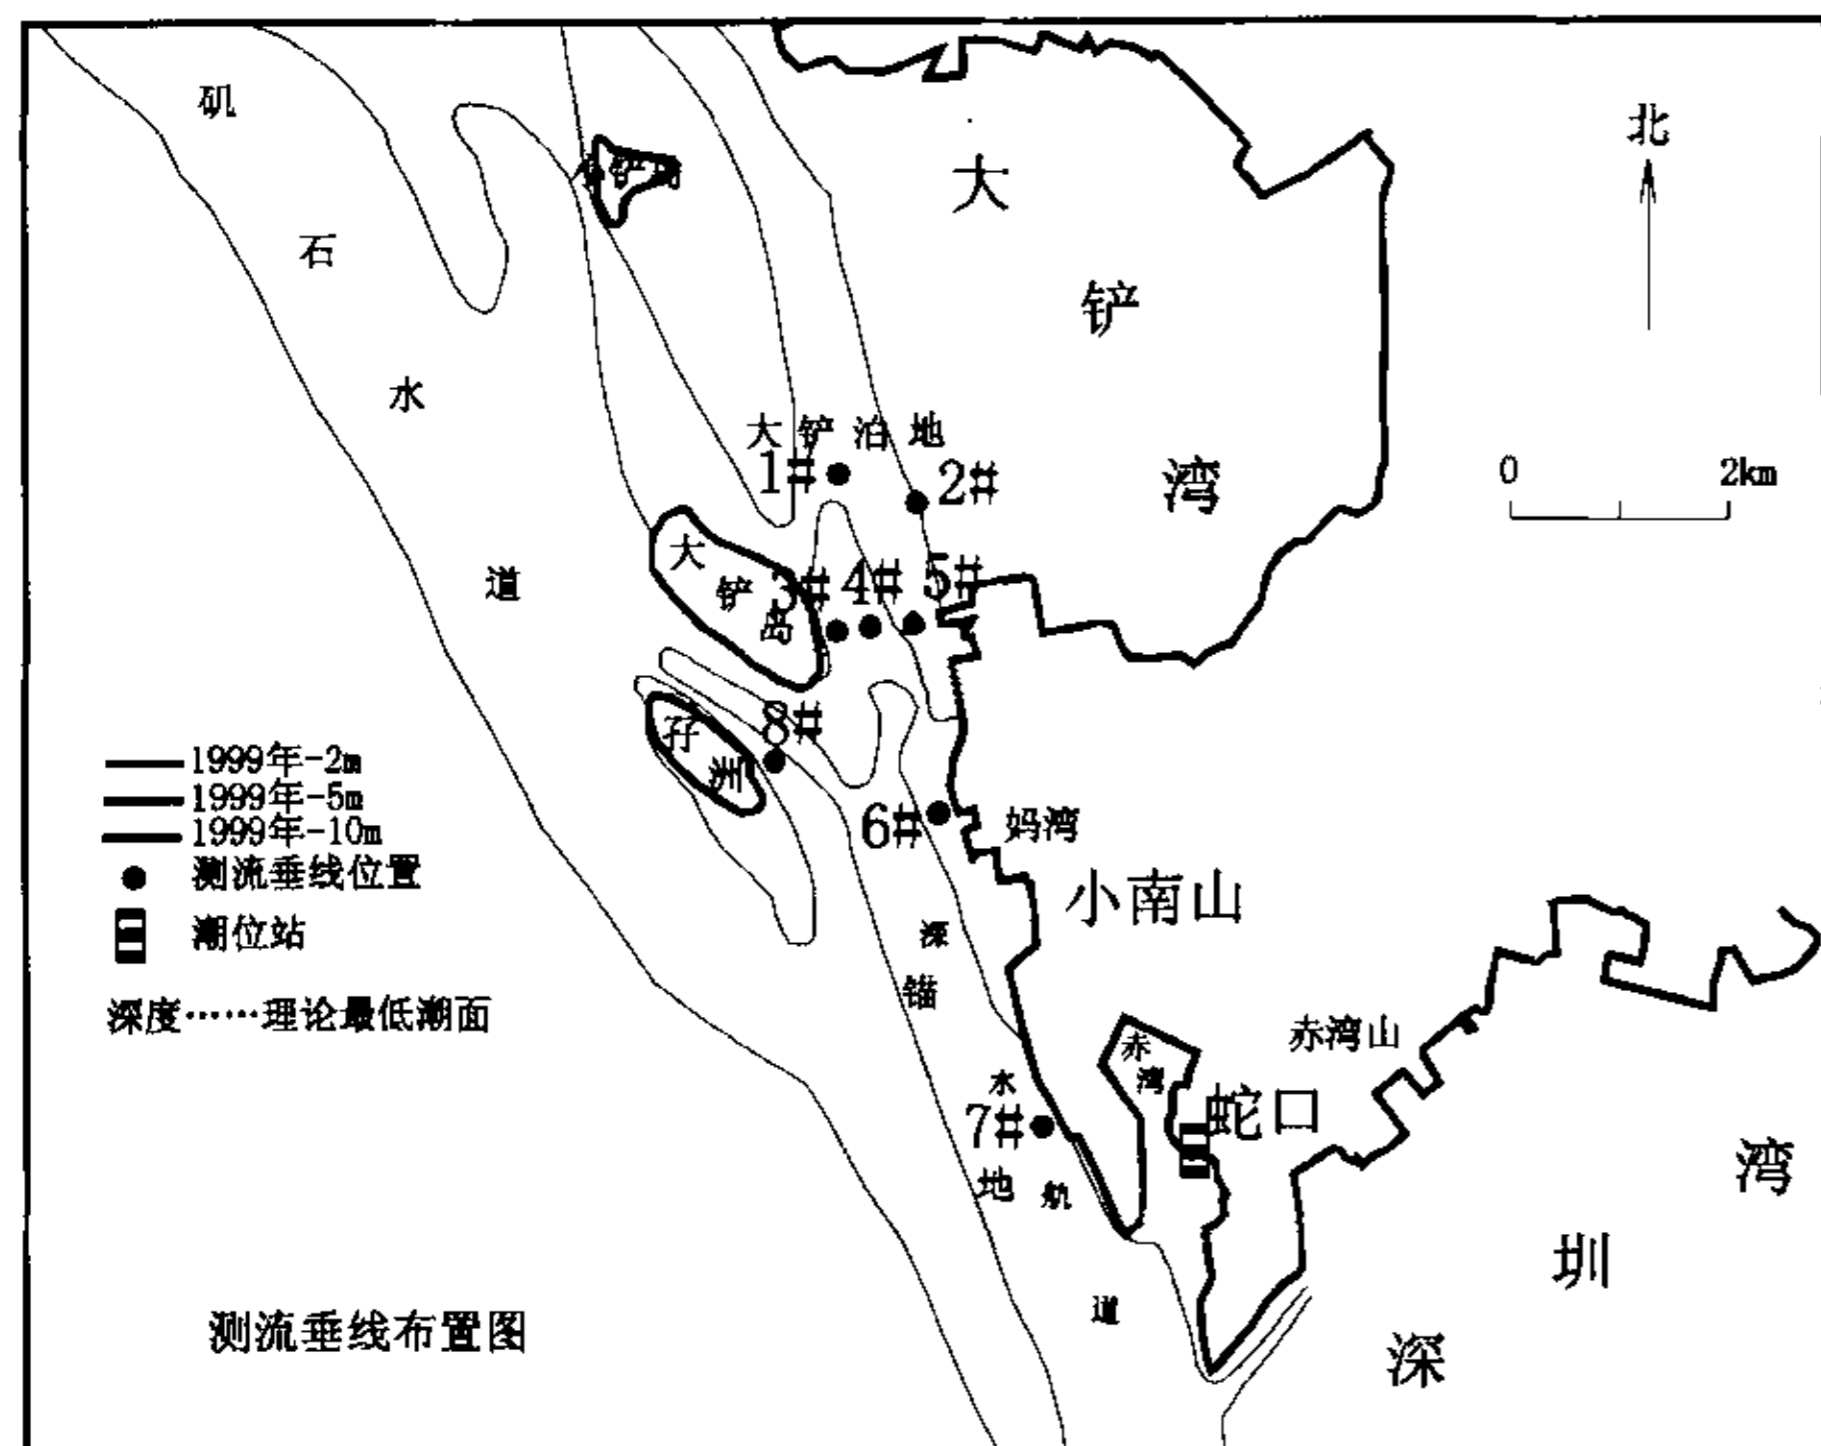 矶石水道
小铲岛
大铲湾
北
0 2km
大铲泊地
1#
2#
大铲岛
3#
4#
5#
孖洲
8#
6#
妈湾
小南山
1999年-2m
1999年-5m
1999年-10m
测流垂线位置
潮位站
深度……理论最低潮面
深锚
水
地航
道
7#
赤湾
赤湾山
蛇口
深圳湾
测流垂线布置图